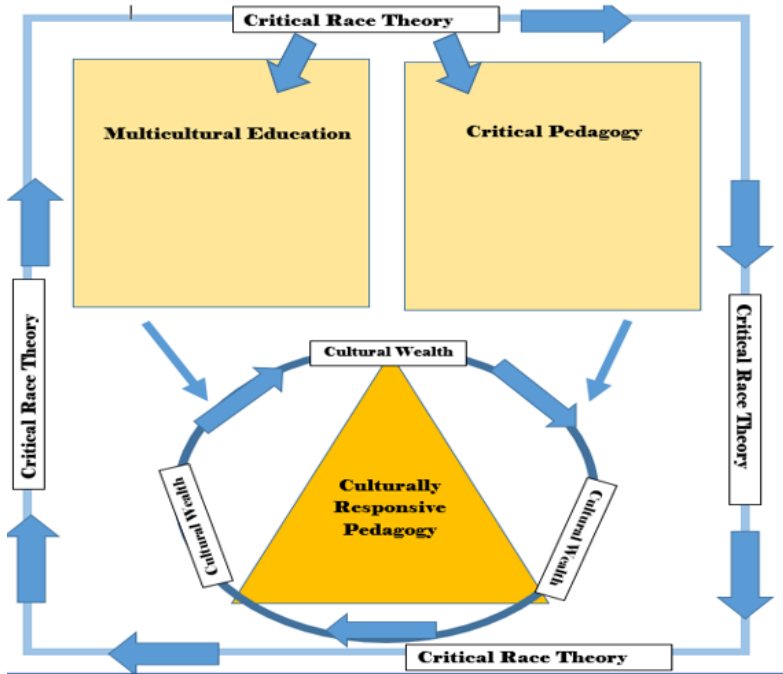 Critical Race Theory
Multicultural Education
Critical Pedagogy
Critical Race Theory
Critical Race Theory
Cultural Wealth
Cultural Wealth
Cultural Wealth
Culturally
Responsive
Pedagogy
Critical Race Theory